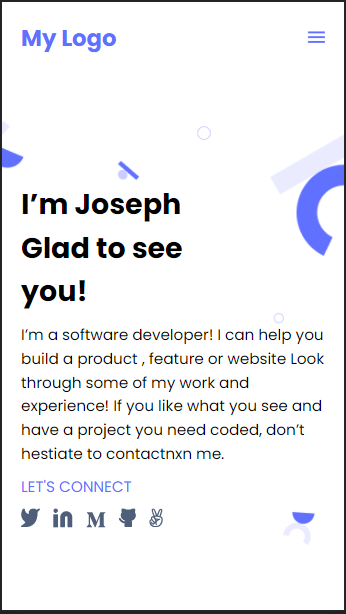 My Logo
I’m Joseph
Glad to see
you!
I’m a software developer! I can help you
build a product , feature or website Look
through some of my work and
experience! If you like what you see and
have a project you need coded, don’t
hestiate to contactnxn me.
LET'S CONNECT